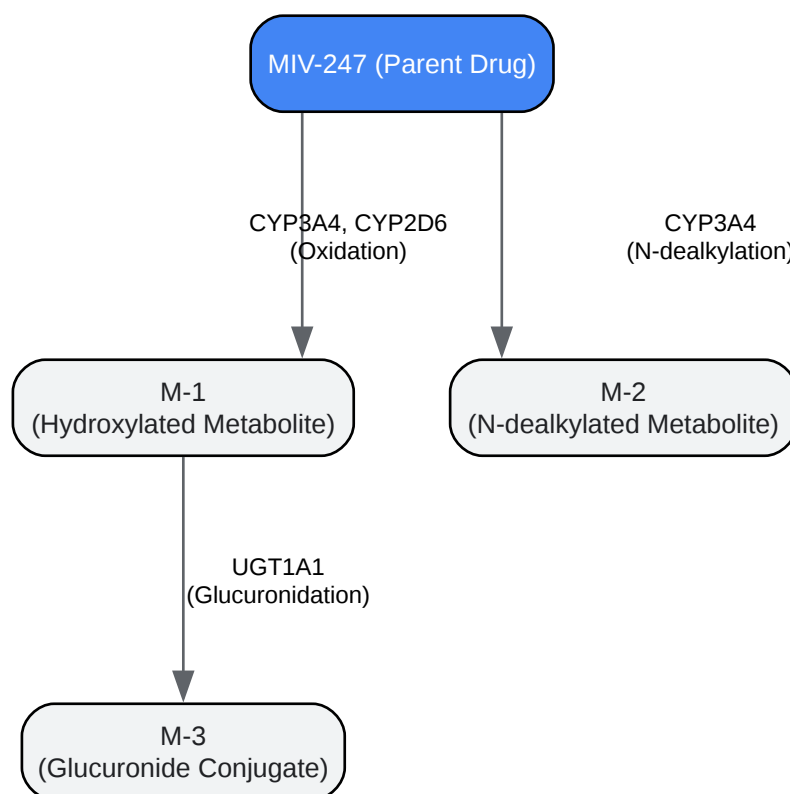 MIV-247 (Parent Drug)
CYP3A4, CYP2D6
(Oxidation)
CYP3A4
(N-dealkylation)
M-1
(Hydroxylated Metabolite)
M-2
(N-dealkylated Metabolite)
UGT1A1
(Glucuronidation)
M-3
(Glucuronide Conjugate)